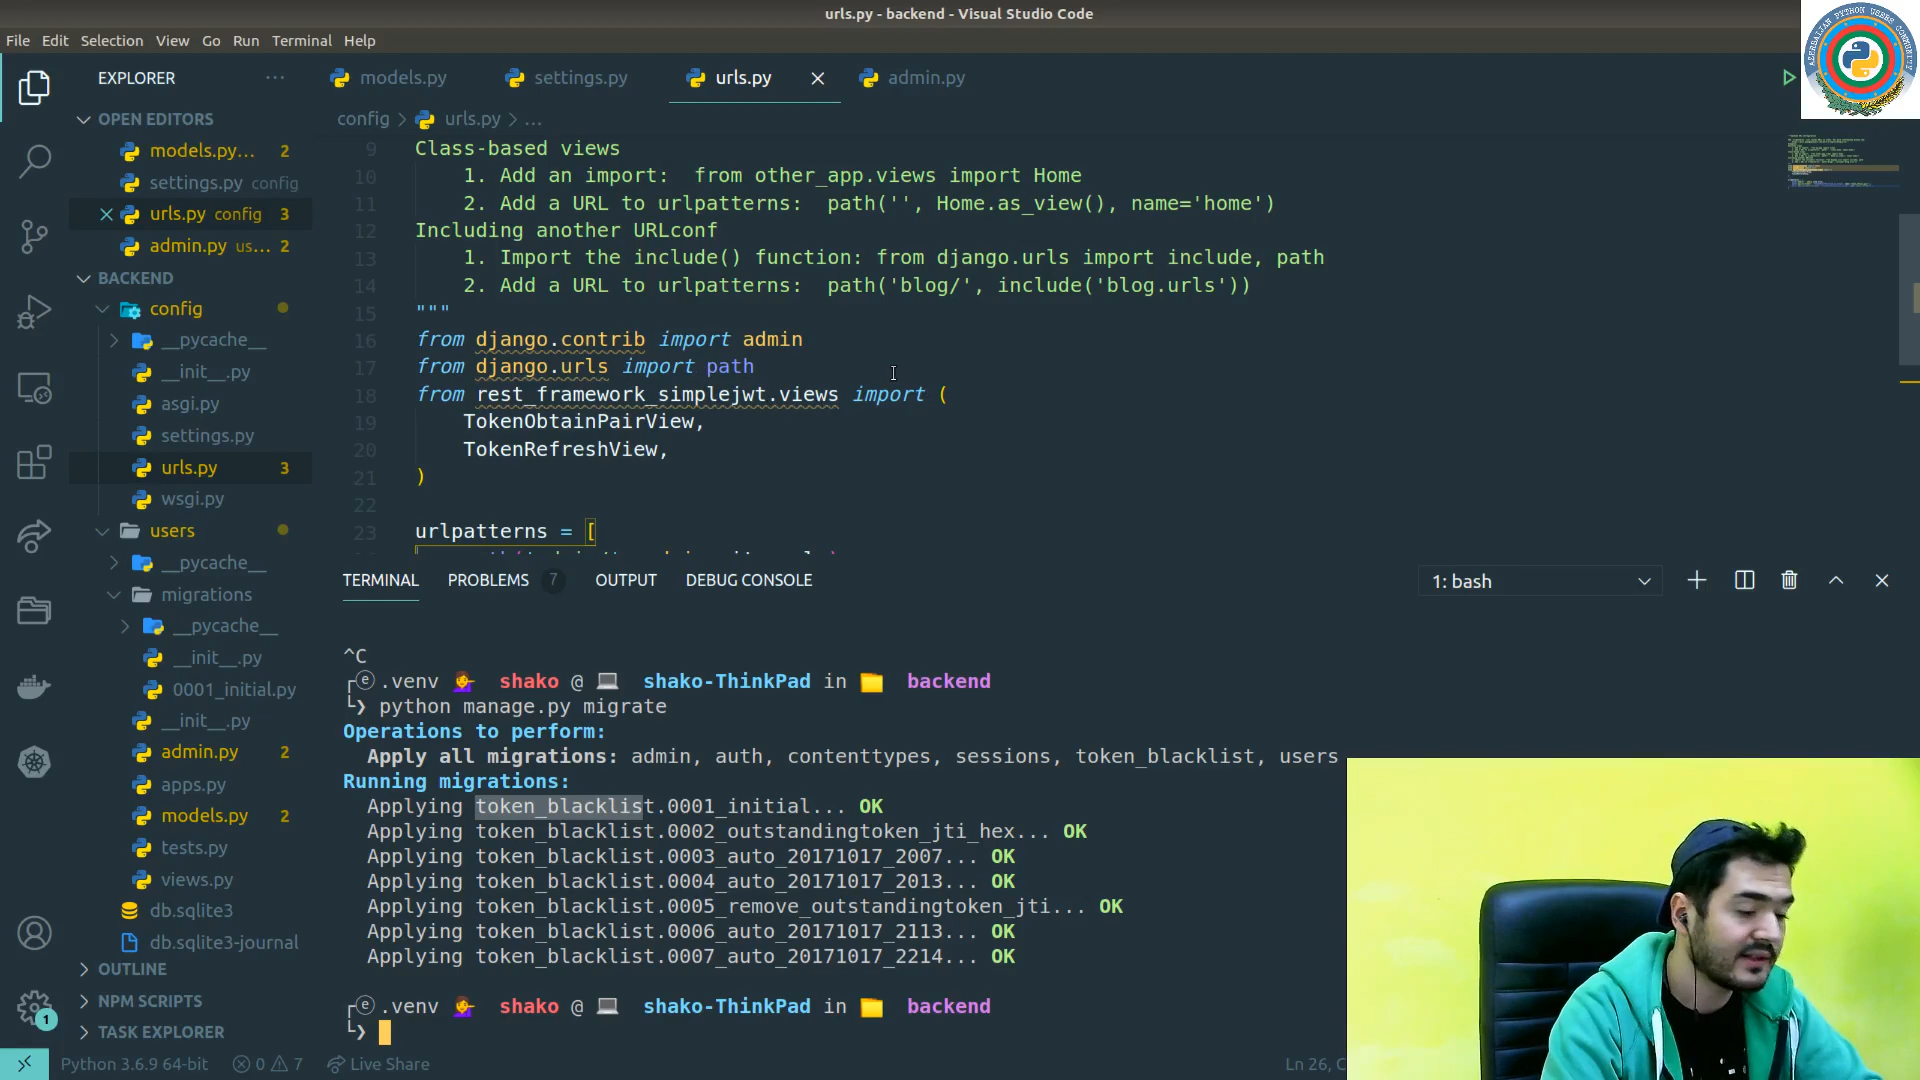 urls.py - backend - Visual Studio Code
File Edit Selection View Go Run Terminal Help
AZERBAIJAN PYTHON USERS COMMUNITY
EXPLORER ...
models.py settings.py urls.py admin.py
OPEN EDITORS
models.py... 2
settings.py config
urls.py config 3
admin.py us... 2
BACKEND
config
__pycache__
__init__.py
asgi.py
settings.py
urls.py 3
wsgi.py
users
__pycache__
migrations
__pycache__
__init__.py
0001_initial.py
__init__.py
admin.py 2
apps.py
models.py 2
tests.py
views.py
db.sqlite3
db.sqlite3-journal
OUTLINE
NPM SCRIPTS
TASK EXPLORER
1
config > urls.py > ...
9 Class-based views
10     1. Add an import:  from other_app.views import Home
11     2. Add a URL to urlpatterns:  path('', Home.as_view(), name='home')
12 Including another URLconf
13     1. Import the include() function: from django.urls import include, path
14     2. Add a URL to urlpatterns:  path('blog/', include('blog.urls'))
15 """
16 from django.contrib import admin
17 from django.urls import path
18 from rest_framework_simplejwt.views import (
19     TokenObtainPairView,
20     TokenRefreshView,
21 )
22
23 urlpatterns = [
TERMINAL PROBLEMS 7 OUTPUT DEBUG CONSOLE 1: bash
^C
.venv shako @ shako-ThinkPad in backend
python manage.py migrate
Operations to perform:
  Apply all migrations: admin, auth, contenttypes, sessions, token_blacklist, users
Running migrations:
  Applying token_blacklist.0001_initial... OK
  Applying token_blacklist.0002_outstandingtoken_jti_hex... OK
  Applying token_blacklist.0003_auto_20171017_2007... OK
  Applying token_blacklist.0004_auto_20171017_2013... OK
  Applying token_blacklist.0005_remove_outstandingtoken_jti... OK
  Applying token_blacklist.0006_auto_20171017_2113... OK
  Applying token_blacklist.0007_auto_20171017_2214... OK
.venv shako @ shako-ThinkPad in backend
Python 3.6.9 64-bit 0 7 Live Share Ln 26, C